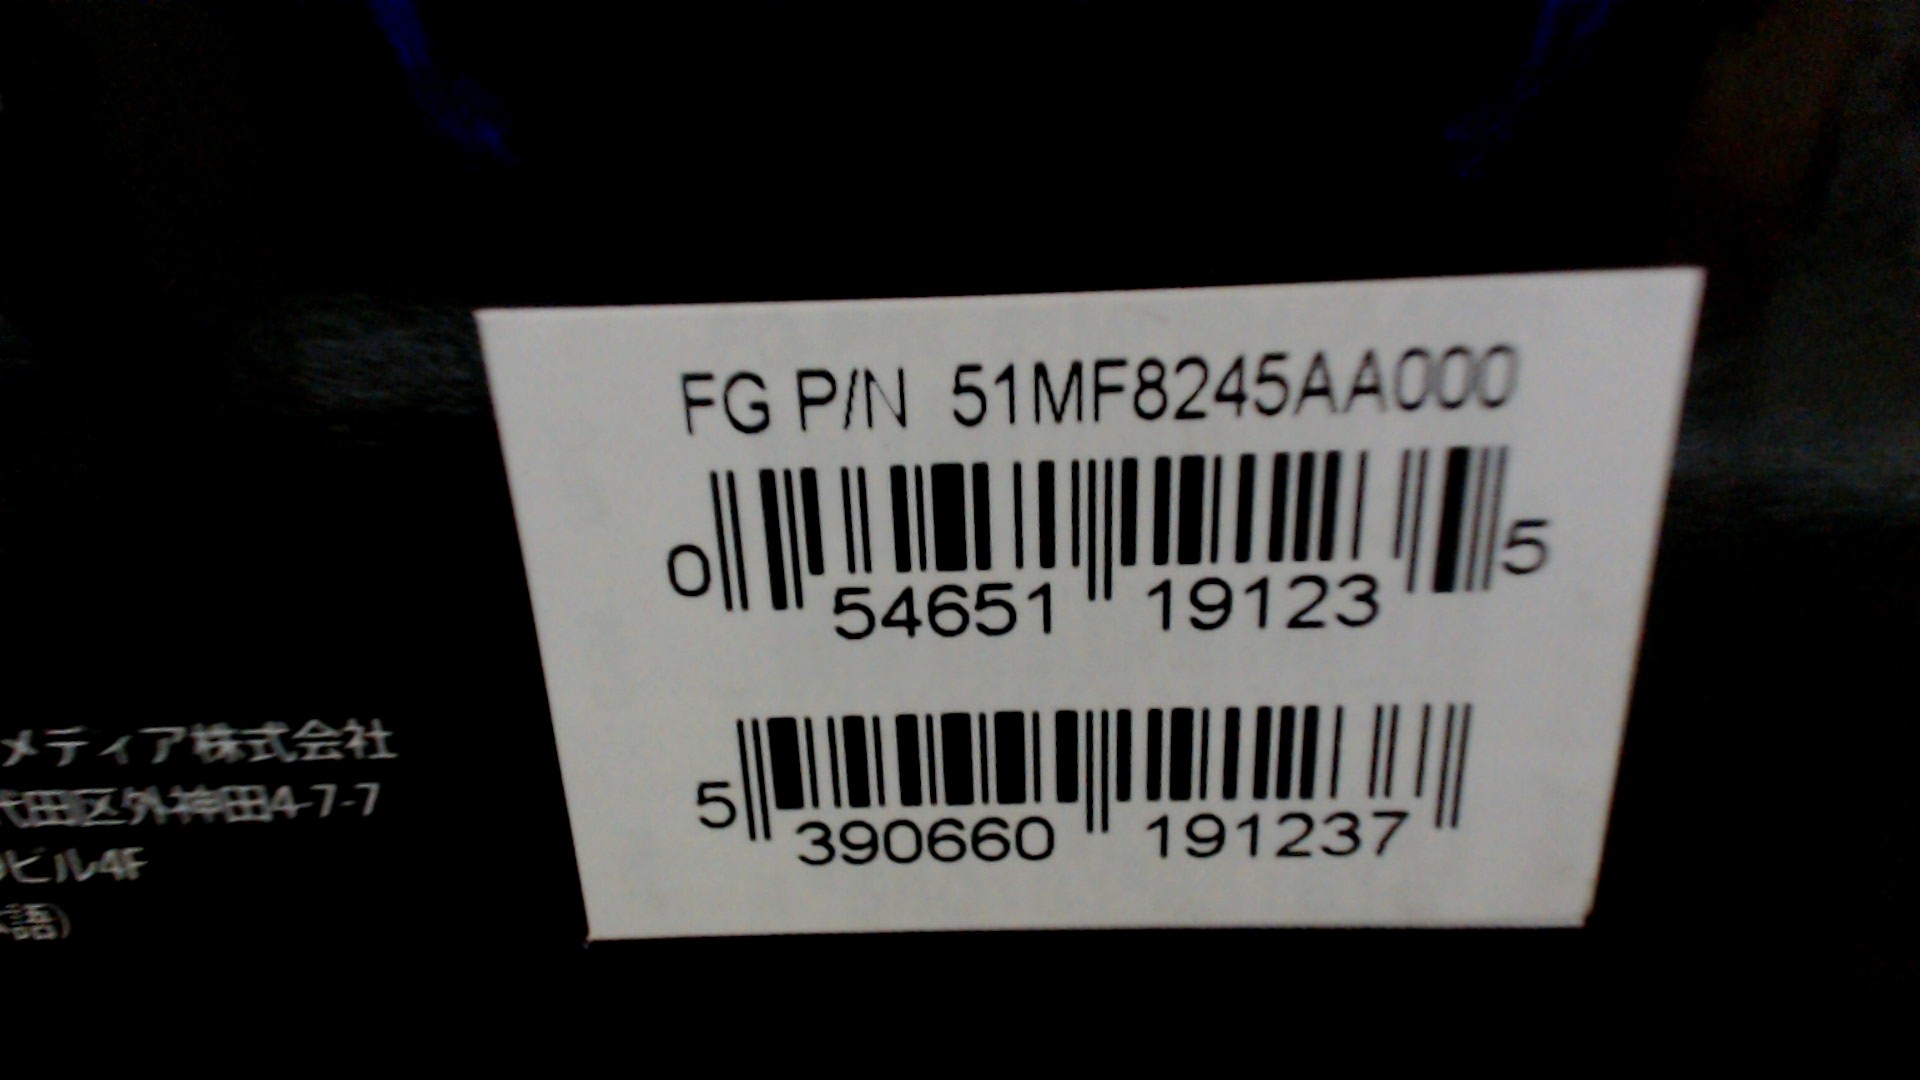 FG P/N 51MF8245AA000
0 54651 19123 5
5 390660 191237
メディア株式会社
代田区外神田4-7-7
ビル4F
語)